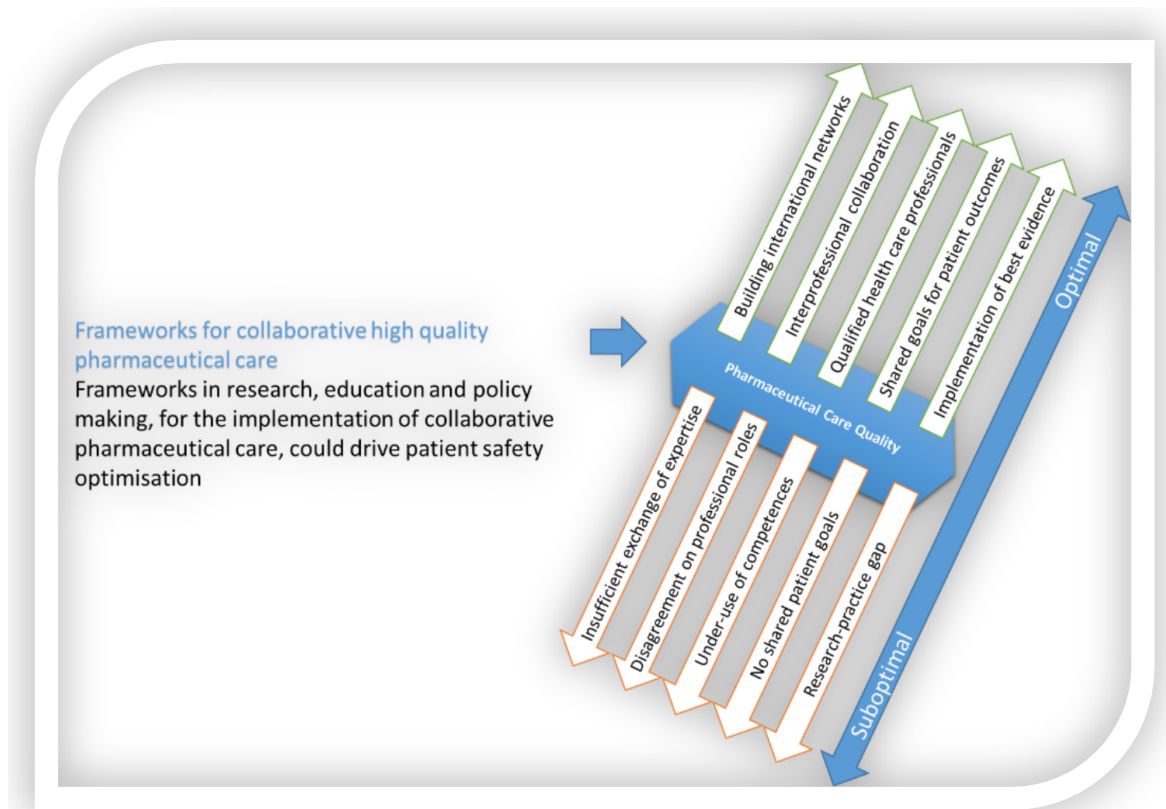 Frameworks for collaborative high quality
pharmaceutical care
Frameworks in research, education and policy
making, for the implementation of collaborative
pharmaceutical care, could drive patient safety
optimisation
Building international networks
Interprofessional collaboration
Qualified health care professionals
Shared goals for patient outcomes
Implementation of best evidence
Optimal
Pharmaceutical Care Quality
Insufficient exchange of expertise
Disagreement on professional roles
Under-use of competences
No shared patient goals
Research-practice gap
Suboptimal